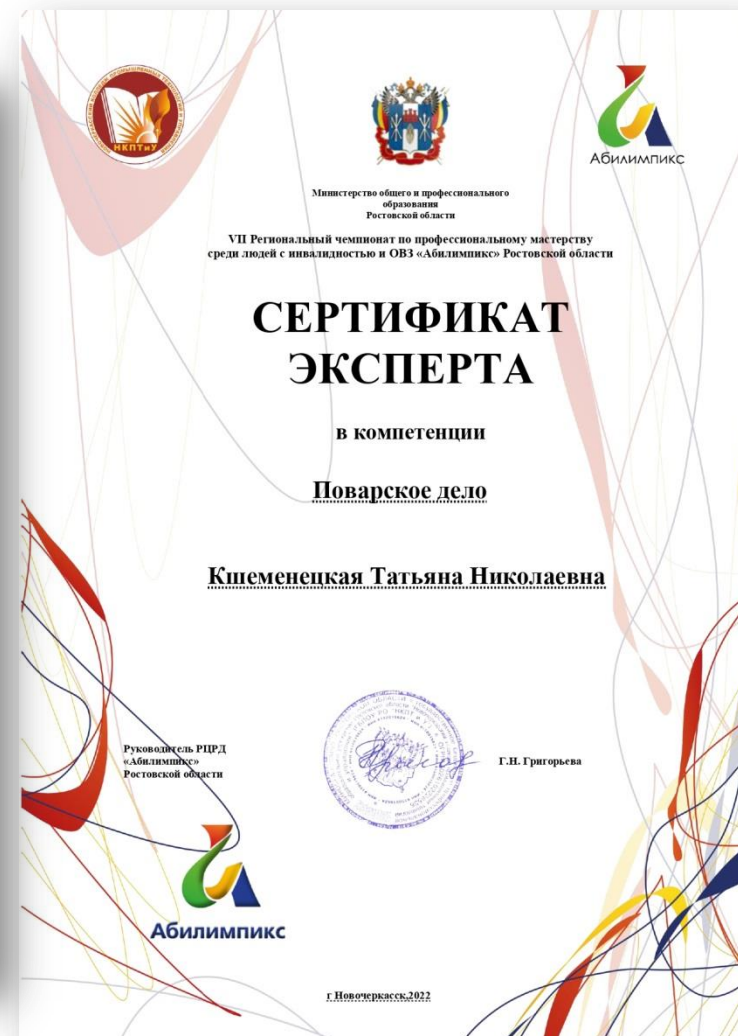 НКПТиУ
Абилимпикс
Министерство общего и профессионального
образования
Ростовской области
VII Региональный чемпионат по профессиональному мастерству
среди людей с инвалидностью и ОВЗ «Абилимпикс» Ростовской области
СЕРТИФИКАТ
ЭКСПЕРТА
в компетенции
Поварское дело
Кшеменецкая Татьяна Николаевна
Руководитель РЦРД
«Абилимпикс»
Ростовской области
Г.Н. Григорьева
Абилимпикс
г Новочеркасск,2022